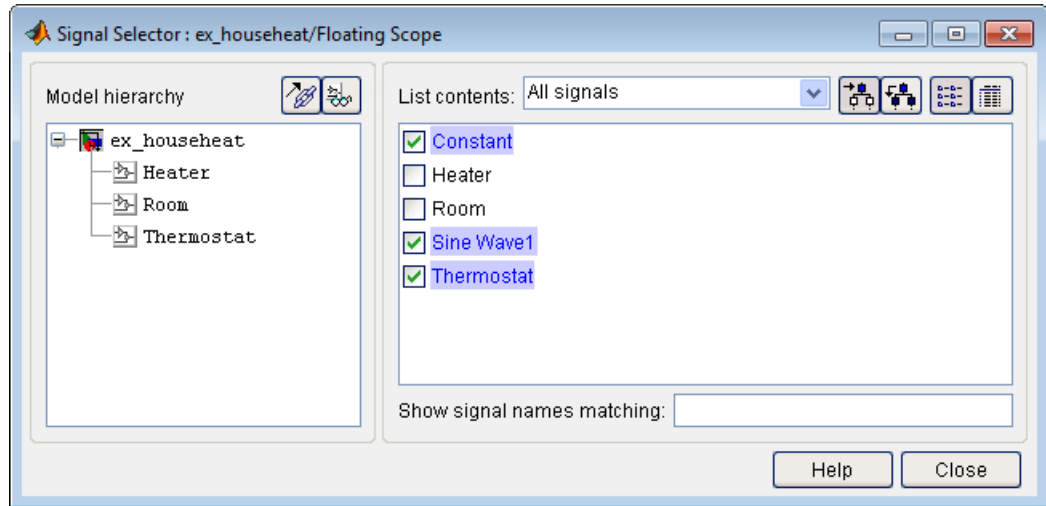 Signal Selector : ex_househeat/Floating Scope
Model hierarchy
ex_househeat
Heater
Room
Thermostat
List contents: All signals
Constant
Heater
Room
Sine Wave1
Thermostat
Show signal names matching:
Help Close